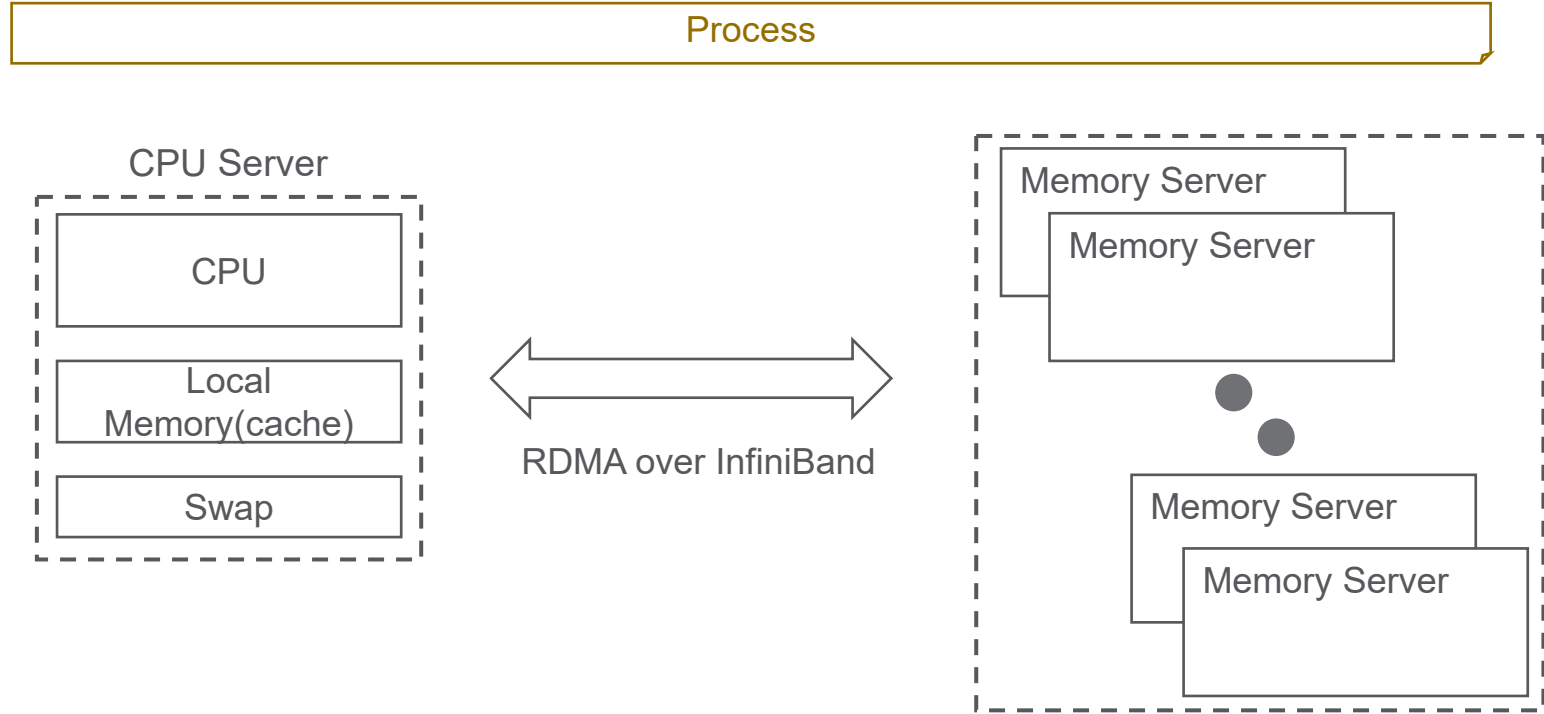 Process
CPU Server
CPU
Local
Memory(cache)
Swap
RDMA over InfiniBand
Memory Server
Memory Server
Memory Server
Memory Server